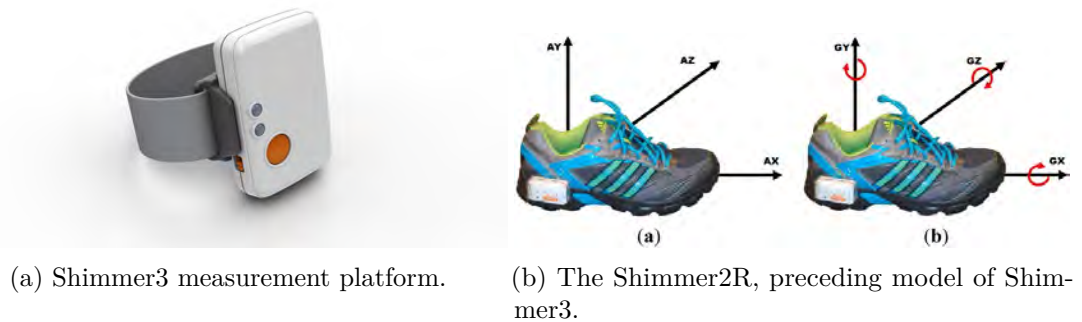 AY
AZ
AX
(a)
GY
GZ
GX
(b)
(a) Shimmer3 measurement platform.
(b) The Shimmer2R, preceding model of Shim-
mer3.